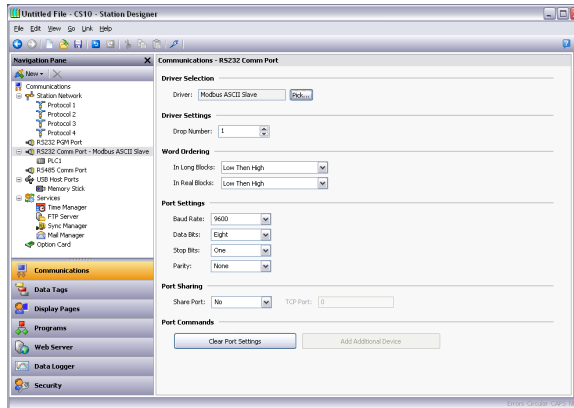 Untitled File - CS10 - Station Designer
File Edit View Go Link Help
Navigation Pane
New
Communications
Station Network
Protocol 1
Protocol 2
Protocol 3
Protocol 4
RS232 PGM Port
RS232 Comm Port - Modbus ASCII Slave
PLC1
RS485 Comm Port
USB Host Ports
Memory Stick
Services
Time Manager
FTP Server
Sync Manager
Mail Manager
Option Card
Communications
Data Tags
Display Pages
Programs
Web Server
Data Logger
Security
Communications - RS232 Comm Port
Driver Selection
Driver: Modbus ASCII Slave Pick...
Driver Settings
Drop Number: 1
Word Ordering
In Long Blocks: Low Then High
In Real Blocks: Low Then High
Port Settings
Baud Rate: 9600
Data Bits: Eight
Stop Bits: One
Parity: None
Port Sharing
Share Port: No TCP Port: 0
Port Commands
Clear Port Settings Add Additional Device
Errors Circular CAPS